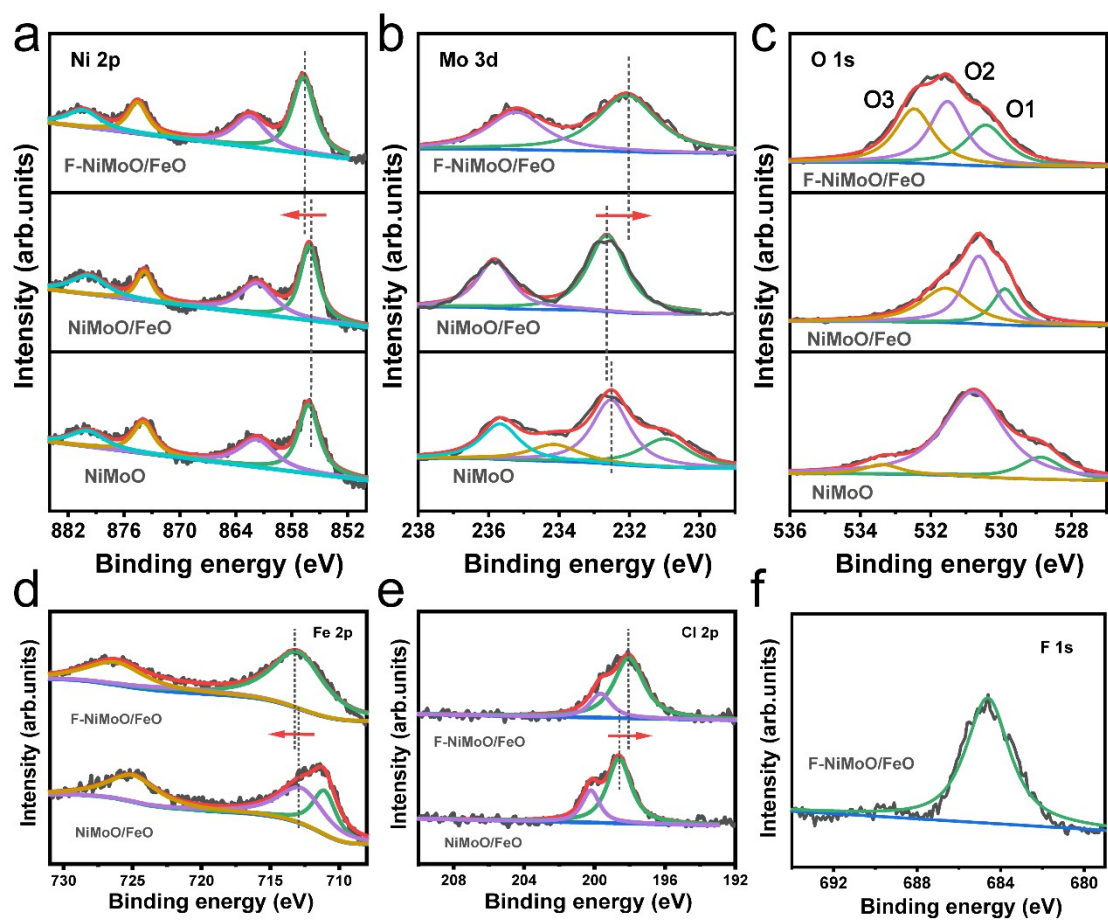 a
Ni 2p
F-NiMoO/FeO
NiMoO/FeO
NiMoO
Intensity (arb.units)
884 876 870 864 856 852
Binding energy (eV)
b
Mo 3d
F-NiMoO/FeO
NiMoO/FeO
NiMoO
Intensity (arb.units)
238 236 234 232 230
Binding energy (eV)
c
O 1s
O3
O2
O1
F-NiMoO/FeO
NiMoO/FeO
NiMoO
Intensity (arb.units)
536 534 532 530 528
Binding energy (eV)
d
Fe 2p
F-NiMoO/FeO
NiMoO/FeO
Intensity (arb.units)
730 725 720 715 710
Binding energy (eV)
e
Cl 2p
F-NiMoO/FeO
NiMoO/FeO
Intensity (arb.units)
208 204 200 196 192
Binding energy (eV)
f
F 1s
F-NiMoO/FeO
Intensity (arb.units)
692 688 684 680
Binding energy (eV)